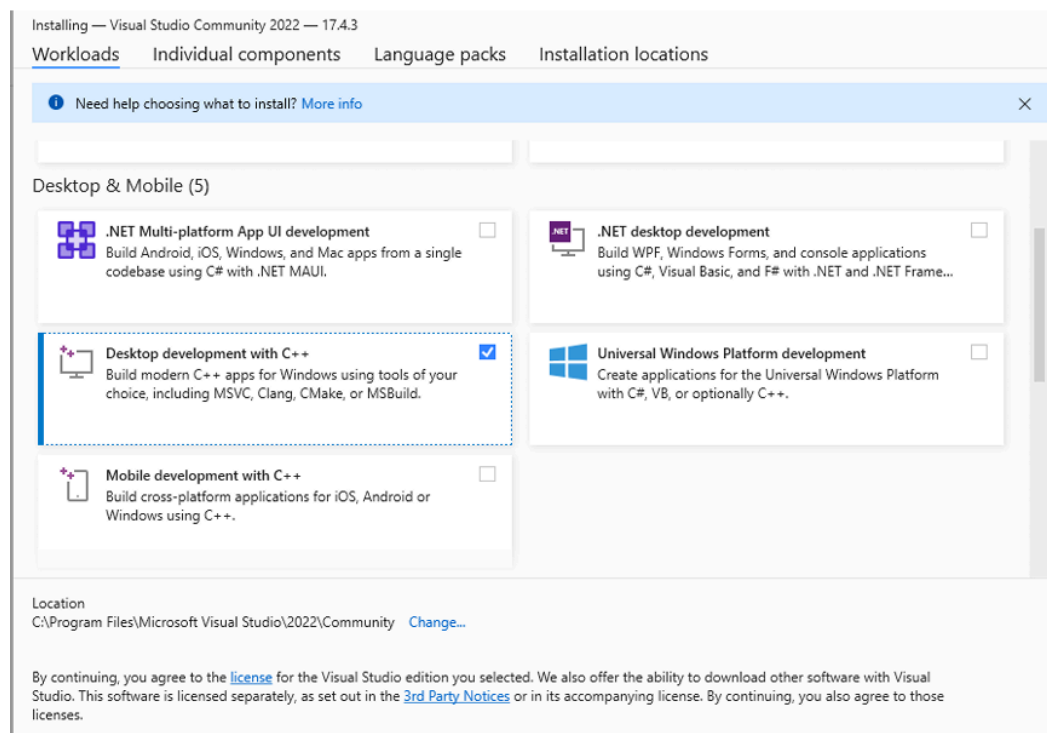 Installing — Visual Studio Community 2022 — 17.4.3
Workloads Individual components Language packs Installation locations
Need help choosing what to install? More info
Desktop & Mobile (5)
.NET Multi-platform App UI development
Build Android, iOS, Windows, and Mac apps from a single
codebase using C# with .NET MAUI.
.NET
.NET desktop development
Build WPF, Windows Forms, and console applications
using C#, Visual Basic, and F# with .NET and .NET Frame...
Desktop development with C++
Build modern C++ apps for Windows using tools of your
choice, including MSVC, Clang, CMake, or MSBuild.
Universal Windows Platform development
Create applications for the Universal Windows Platform
with C#, VB, or optionally C++.
Mobile development with C++
Build cross-platform applications for iOS, Android or
Windows using C++.
Location
C:\Program Files\Microsoft Visual Studio\2022\Community Change...
By continuing, you agree to the license for the Visual Studio edition you selected. We also offer the ability to download other software with Visual
Studio. This software is licensed separately, as set out in the 3rd Party Notices or in its accompanying license. By continuing, you also agree to those
licenses.